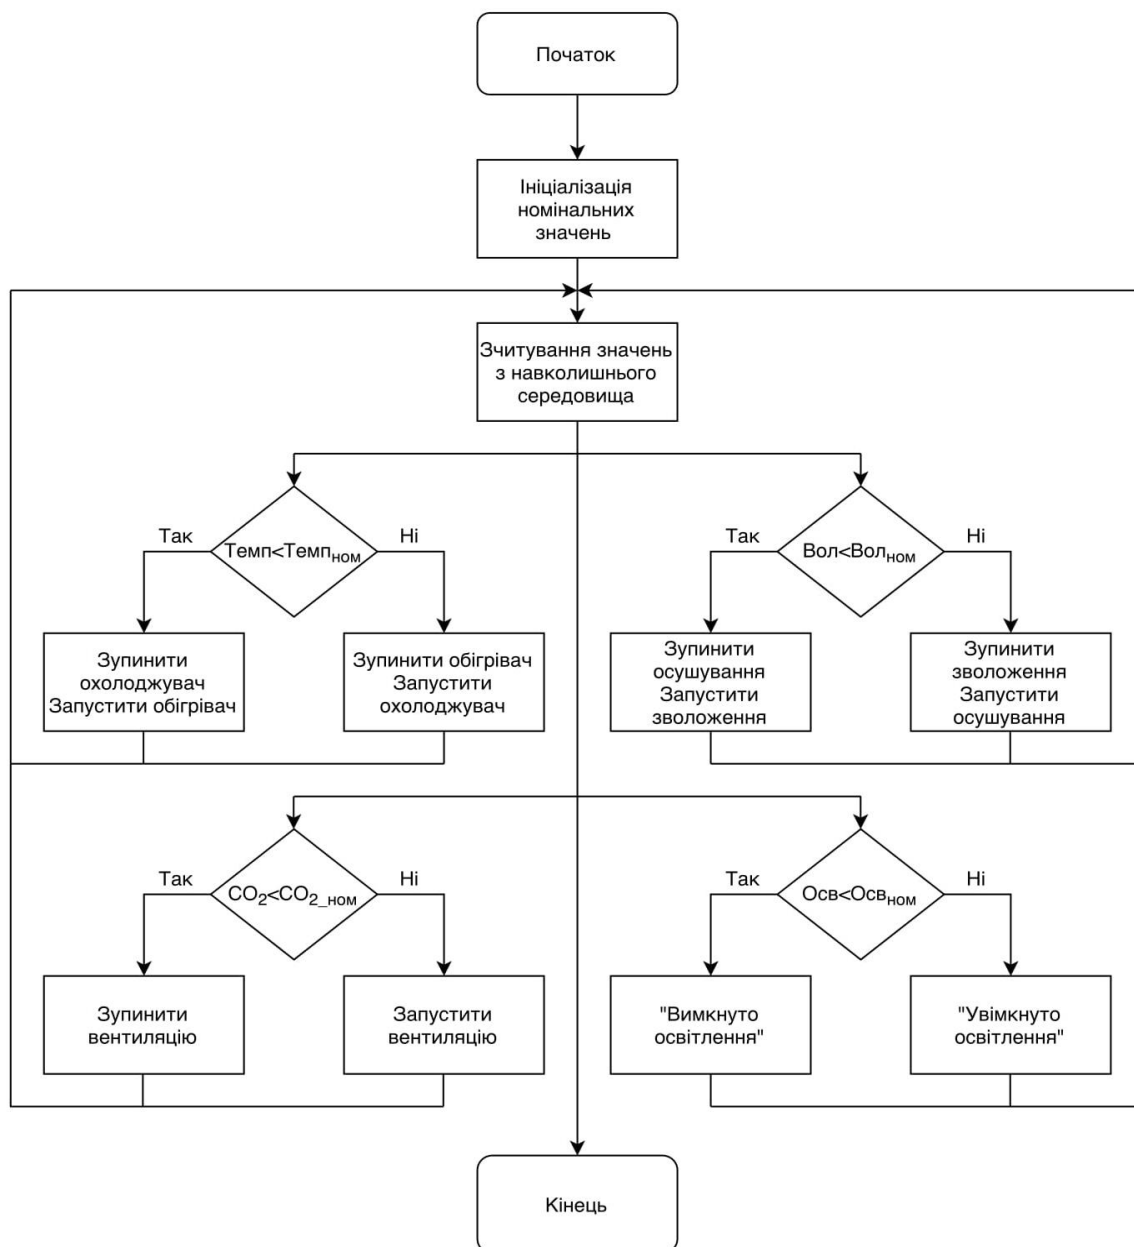 Початок
Ініціалізація
номінальних
значень
Зчитування значень
з навколишнього
середовища
Так
Темп<Темпном
Ні
Так
Вол<Волном
Ні
Зупинити
охолоджувач
Запустити обігрівач
Зупинити обігрівач
Запустити
охолоджувач
Зупинити
осушування
Запустити
зволоження
Зупинити
зволоження
Запустити
осушування
Так
CO2<CO2_ном
Ні
Так
Осв<Освном
Ні
Зупинити
вентиляцію
Запустити
вентиляцію
"Вимкнуто
освітлення"
"Увімкнуто
освітлення"
Кінець